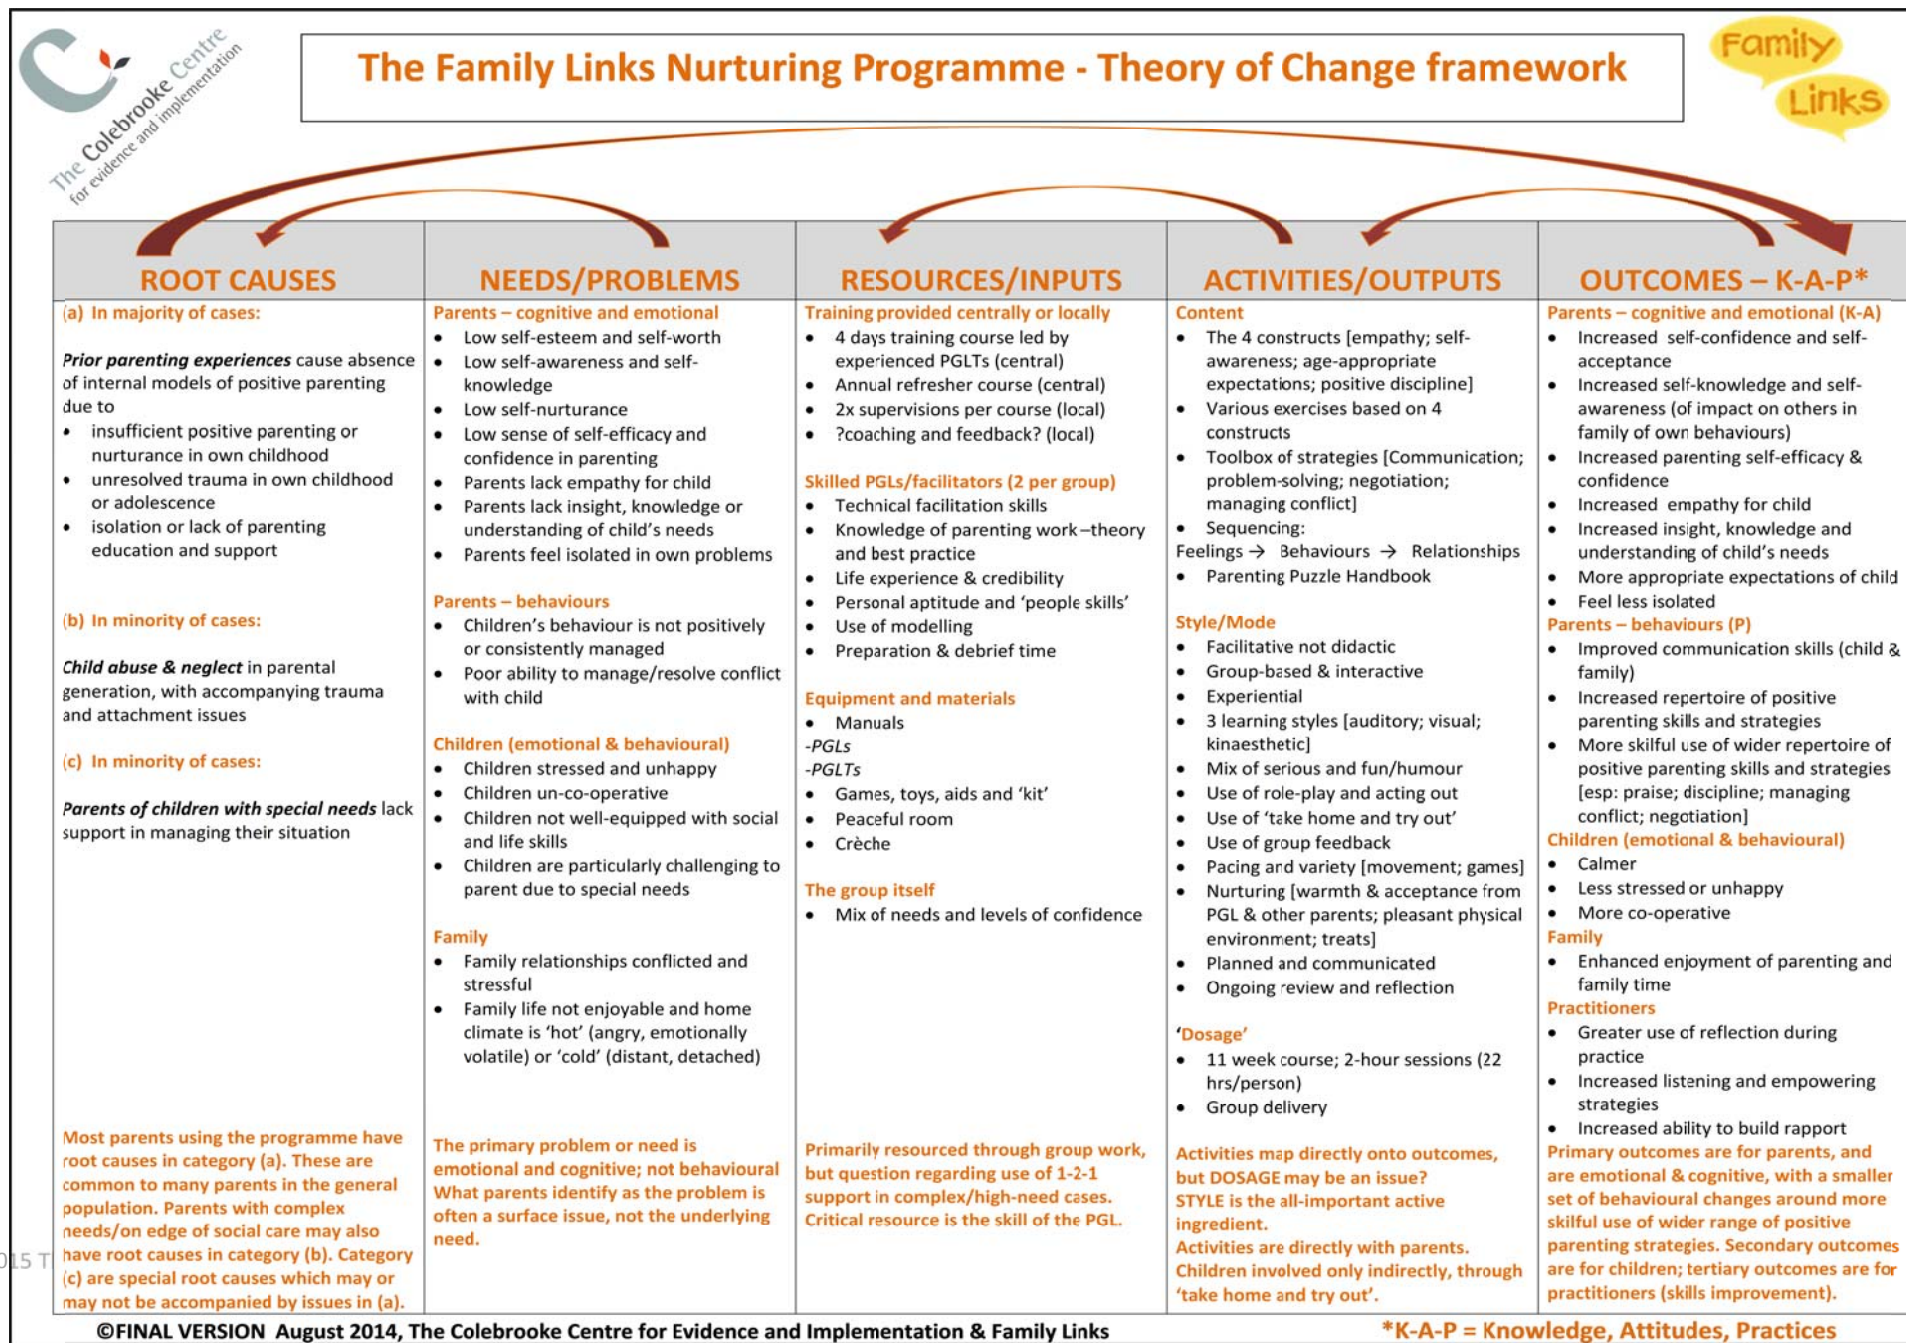 The Colebrooke Centre
for evidence and implementation
The Family Links Nurturing Programme - Theory of Change framework
Family
Links
ROOT CAUSES
(a) In majority of cases:
Prior parenting experiences cause absence
of internal models of positive parenting
due to
• insufficient positive parenting or
nurturance in own childhood
• unresolved trauma in own childhood
or adolescence
• isolation or lack of parenting
education and support
(b) In minority of cases:
Child abuse & neglect in parental
generation, with accompanying trauma
and attachment issues
(c) In minority of cases:
Parents of children with special needs lack
support in managing their situation
Most parents using the programme have
root causes in category (a). These are
common to many parents in the general
population. Parents with complex
needs/on edge of social care may also
have root causes in category (b). Category
(c) are special root causes which may or
may not be accompanied by issues in (a).
NEEDS/PROBLEMS
Parents – cognitive and emotional
• Low self-esteem and self-worth
• Low self-awareness and self-
knowledge
• Low self-nurturance
• Low sense of self-efficacy and
confidence in parenting
• Parents lack empathy for child
• Parents lack insight, knowledge or
understanding of child's needs
• Parents feel isolated in own problems
Parents – behaviours
• Children's behaviour is not positively
or consistently managed
• Poor ability to manage/resolve conflict
with child
Children (emotional & behavioural)
• Children stressed and unhappy
• Children un-co-operative
• Children not well-equipped with social
and life skills
• Children are particularly challenging to
parent due to special needs
Family
• Family relationships conflicted and
stressful
• Family life not enjoyable and home
climate is 'hot' (angry, emotionally
volatile) or 'cold' (distant, detached)
The primary problem or need is
emotional and cognitive; not behavioural
What parents identify as the problem is
often a surface issue, not the underlying
need.
RESOURCES/INPUTS
Training provided centrally or locally
• 4 days training course led by
experienced PGLTs (central)
• Annual refresher course (central)
• 2x supervisions per course (local)
• ?coaching and feedback? (local)
Skilled PGLs/facilitators (2 per group)
• Technical facilitation skills
• Knowledge of parenting work –theory
and best practice
• Life experience & credibility
• Personal aptitude and 'people skills'
• Use of modelling
• Preparation & debrief time
Equipment and materials
• Manuals
-PGLs
-PGLTs
• Games, toys, aids and 'kit'
• Peaceful room
• Crèche
The group itself
• Mix of needs and levels of confidence
Primarily resourced through group work,
but question regarding use of 1-2-1
support in complex/high-need cases.
Critical resource is the skill of the PGL.
ACTIVITIES/OUTPUTS
Content
• The 4 constructs [empathy; self-
awareness; age-appropriate
expectations; positive discipline]
• Various exercises based on 4
constructs
• Toolbox of strategies [Communication;
problem-solving; negotiation;
managing conflict]
• Sequencing:
Feelings → Behaviours → Relationships
• Parenting Puzzle Handbook
Style/Mode
• Facilitative not didactic
• Group-based & interactive
• Experiential
• 3 learning styles [auditory; visual;
kinaesthetic]
• Mix of serious and fun/humour
• Use of role-play and acting out
• Use of 'take home and try out'
• Use of group feedback
• Pacing and variety [movement; games]
• Nurturing [warmth & acceptance from
PGL & other parents; pleasant physical
environment; treats]
• Planned and communicated
• Ongoing review and reflection
'Dosage'
• 11 week course; 2-hour sessions (22
hrs/person)
• Group delivery
Activities map directly onto outcomes,
but DOSAGE may be an issue?
STYLE is the all-important active
ingredient.
Activities are directly with parents.
Children involved only indirectly, through
'take home and try out'.
OUTCOMES – K-A-P*
Parents – cognitive and emotional (K-A)
• Increased self-confidence and self-
acceptance
• Increased self-knowledge and self-
awareness (of impact on others in
family of own behaviours)
• Increased parenting self-efficacy &
confidence
• Increased empathy for child
• Increased insight, knowledge and
understanding of child's needs
• More appropriate expectations of child
• Feel less isolated
Parents – behaviours (P)
• Improved communication skills (child &
family)
• Increased repertoire of positive
parenting skills and strategies
• More skilful use of wider repertoire of
positive parenting skills and strategies
[esp: praise; discipline; managing
conflict; negotiation]
Children (emotional & behavioural)
• Calmer
• Less stressed or unhappy
• More co-operative
Family
• Enhanced enjoyment of parenting and
family time
Practitioners
• Greater use of reflection during
practice
• Increased listening and empowering
strategies
• Increased ability to build rapport
Primary outcomes are for parents, and
are emotional & cognitive, with a smaller
set of behavioural changes around more
skilful use of wider range of positive
parenting strategies. Secondary outcomes
are for children; tertiary outcomes are for
practitioners (skills improvement).
©FINAL VERSION August 2014, The Colebrooke Centre for Evidence and Implementation & Family Links
*K-A-P = Knowledge, Attitudes, Practices